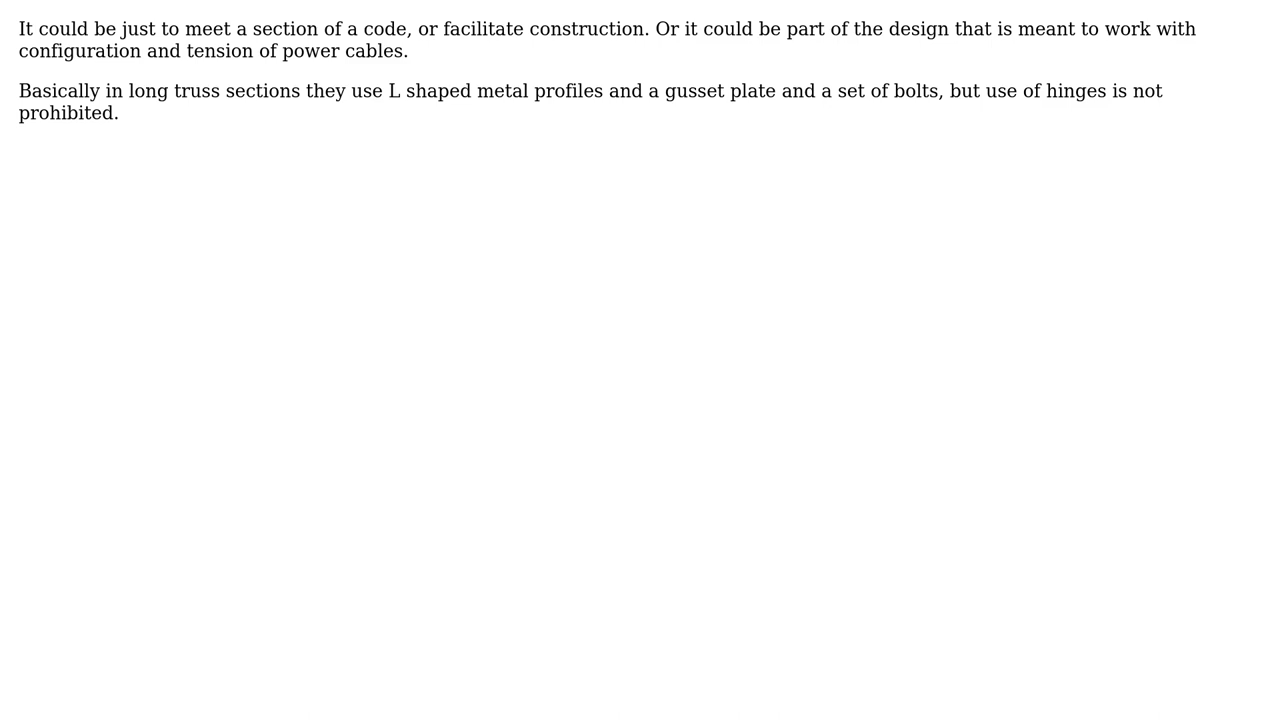 It could be just to meet a section of a code, or facilitate construction. Or it could be part of the design that is meant to work with
configuration and tension of power cables.
Basically in long truss sections they use L shaped metal profiles and a gusset plate and a set of bolts, but use of hinges is not
prohibited.